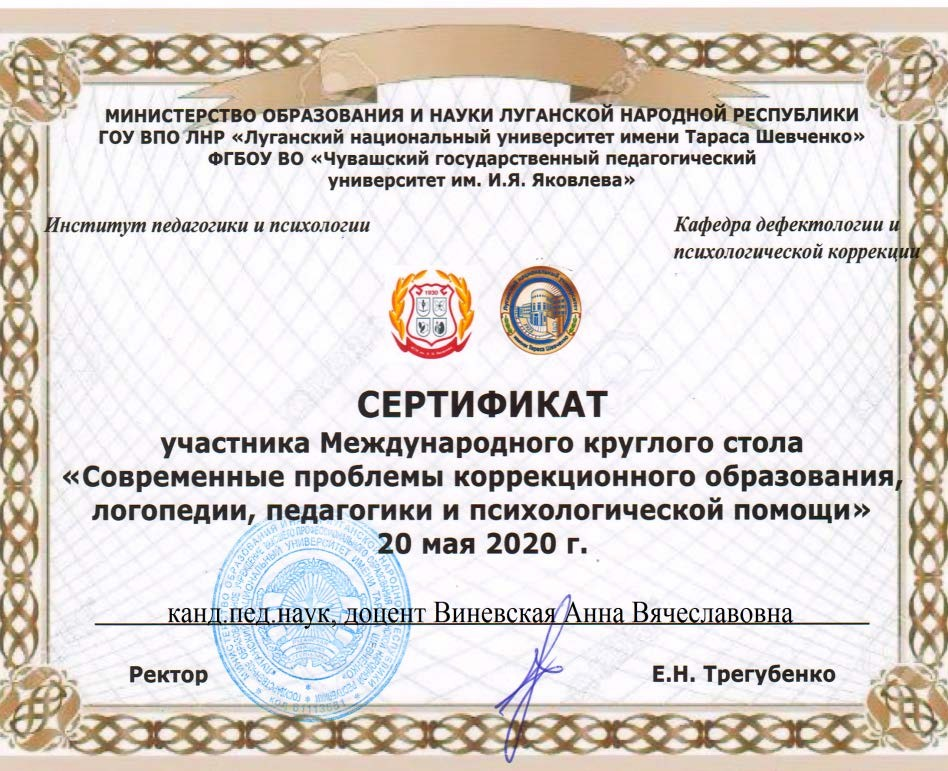 МИНИСТЕРСТВО ОБРАЗОВАНИЯ И НАУКИ ЛУГАНСКОЙ НАРОДНОЙ РЕСПУБЛИКИ
ГОУ ВПО ЛНР «Луганский национальный университет имени Тараса Шевченко»
ФГБОУ ВО «Чувашский государственный педагогический
университет им. И.Я. Яковлева»
Институт педагогики и психологии
Кафедра дефектологии и
психологической коррекции
1930
СЕРТИФИКАТ
участника Международного круглого стола
«Современные проблемы коррекционного образования,
логопедии, педагогики и психологической помощи»
20 мая 2020 г.
канд.пед.наук, доцент Виневская Анна Вячеславовна
Ректор
Е.Н. Трегубенко